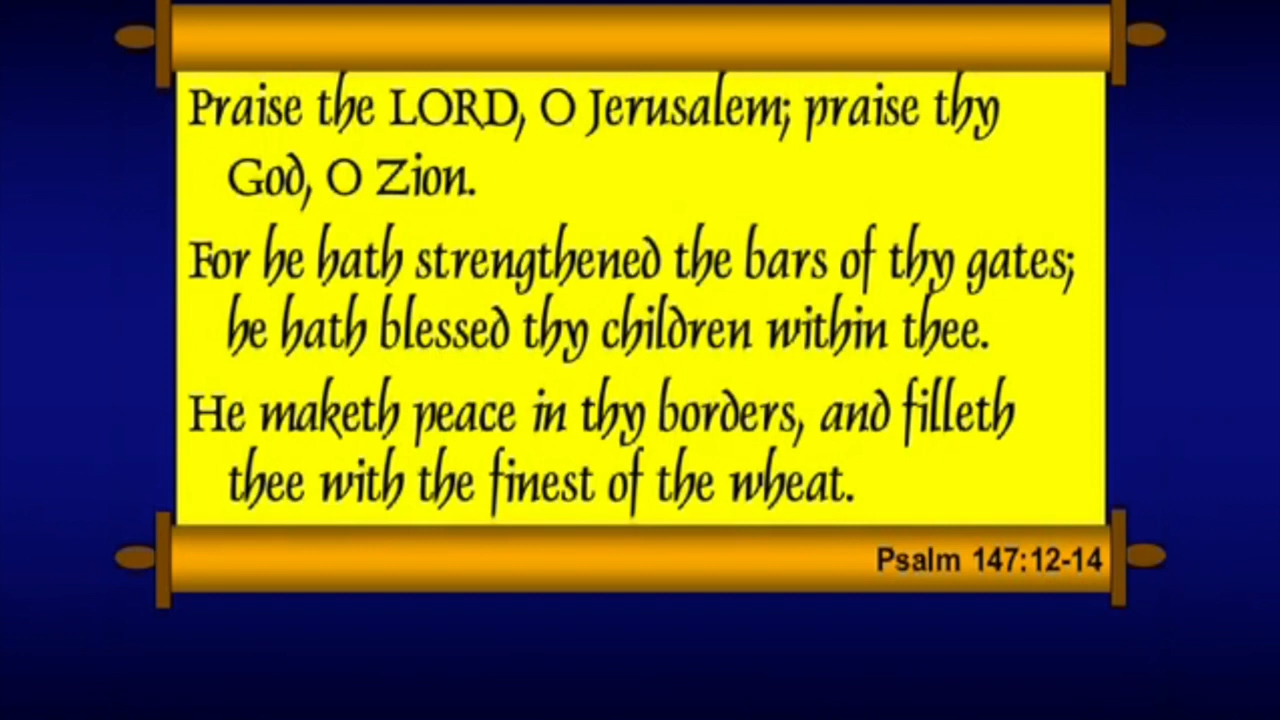 Praise the LORD, O Jerusalem; praise thy
God, O Zion.
For he hath strengthened the bars of thy gates;
he hath blessed thy children within thee.
He maketh peace in thy borders, and filleth
thee with the finest of the wheat.
Psalm 147:12-14